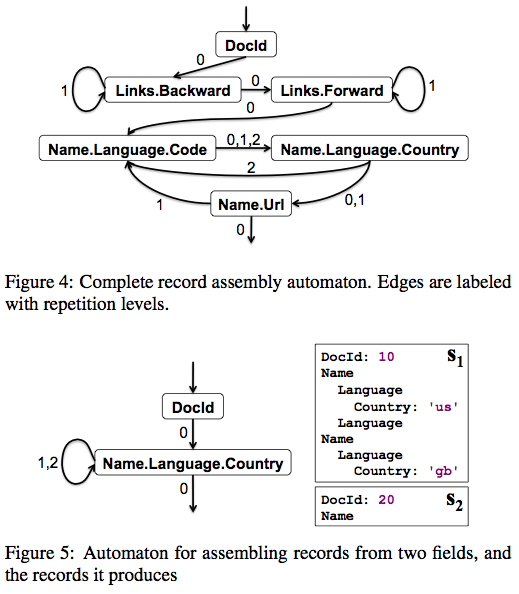 0
DocId
1
Links.Backward
0
Links.Forward
1
0
Name.Language.Code
0,1,2
Name.Language.Country
2
1
Name.Url
0,1
0
Figure 4: Complete record assembly automaton. Edges are labeled
with repetition levels.
DocId
0
1,2
Name.Language.Country
0
DocId: 10
s1
Name
Language
Country: 'us'
Language
Name
Language
Country: 'gb'
DocId: 20
s2
Name
Figure 5: Automaton for assembling records from two fields, and
the records it produces